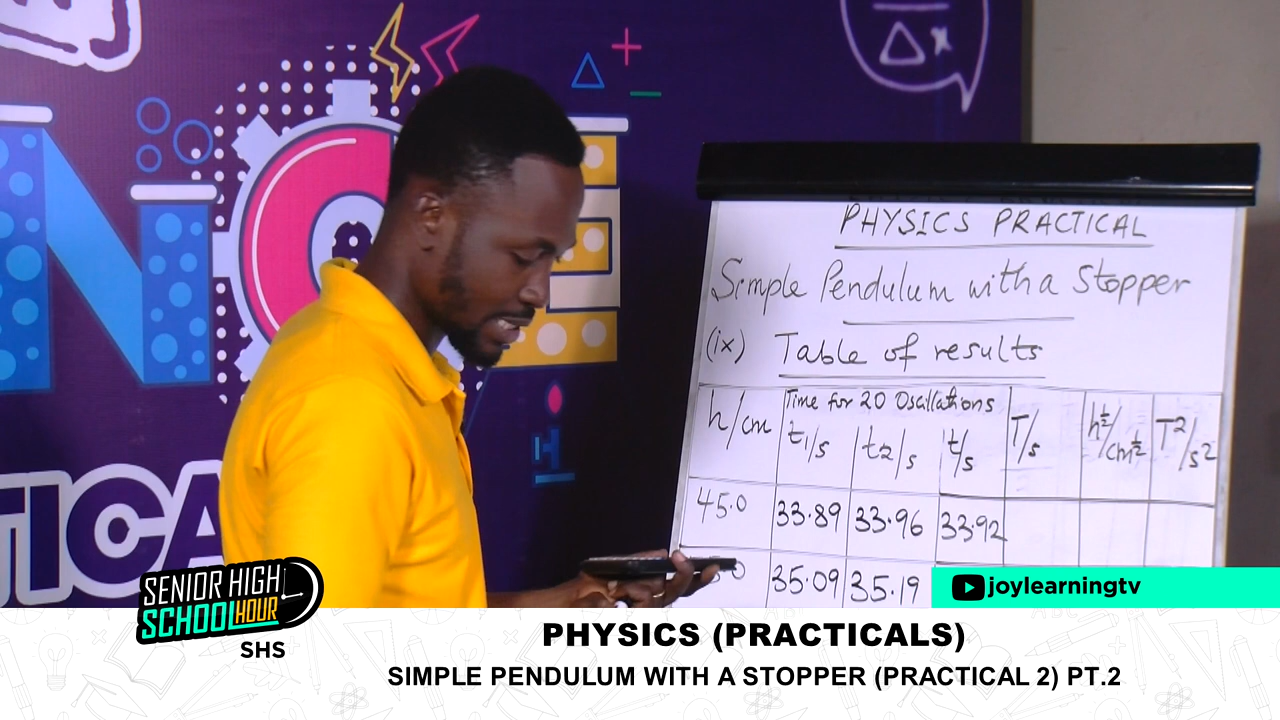 PHYSICS PRACTICAL
Simple Pendulum with a Stopper
(ix) Table of results
h/cm Time for 20 Oscillations T/s h½/cm½ T²/s²
t₁/s t₂/s t/s
45.0 33.89 33.96 33.92
35.09 35.19
TICA
SENIOR HIGH
SCHOOL HOUR
SHS
joylearningtv
PHYSICS (PRACTICALS)
SIMPLE PENDULUM WITH A STOPPER (PRACTICAL 2) PT.2